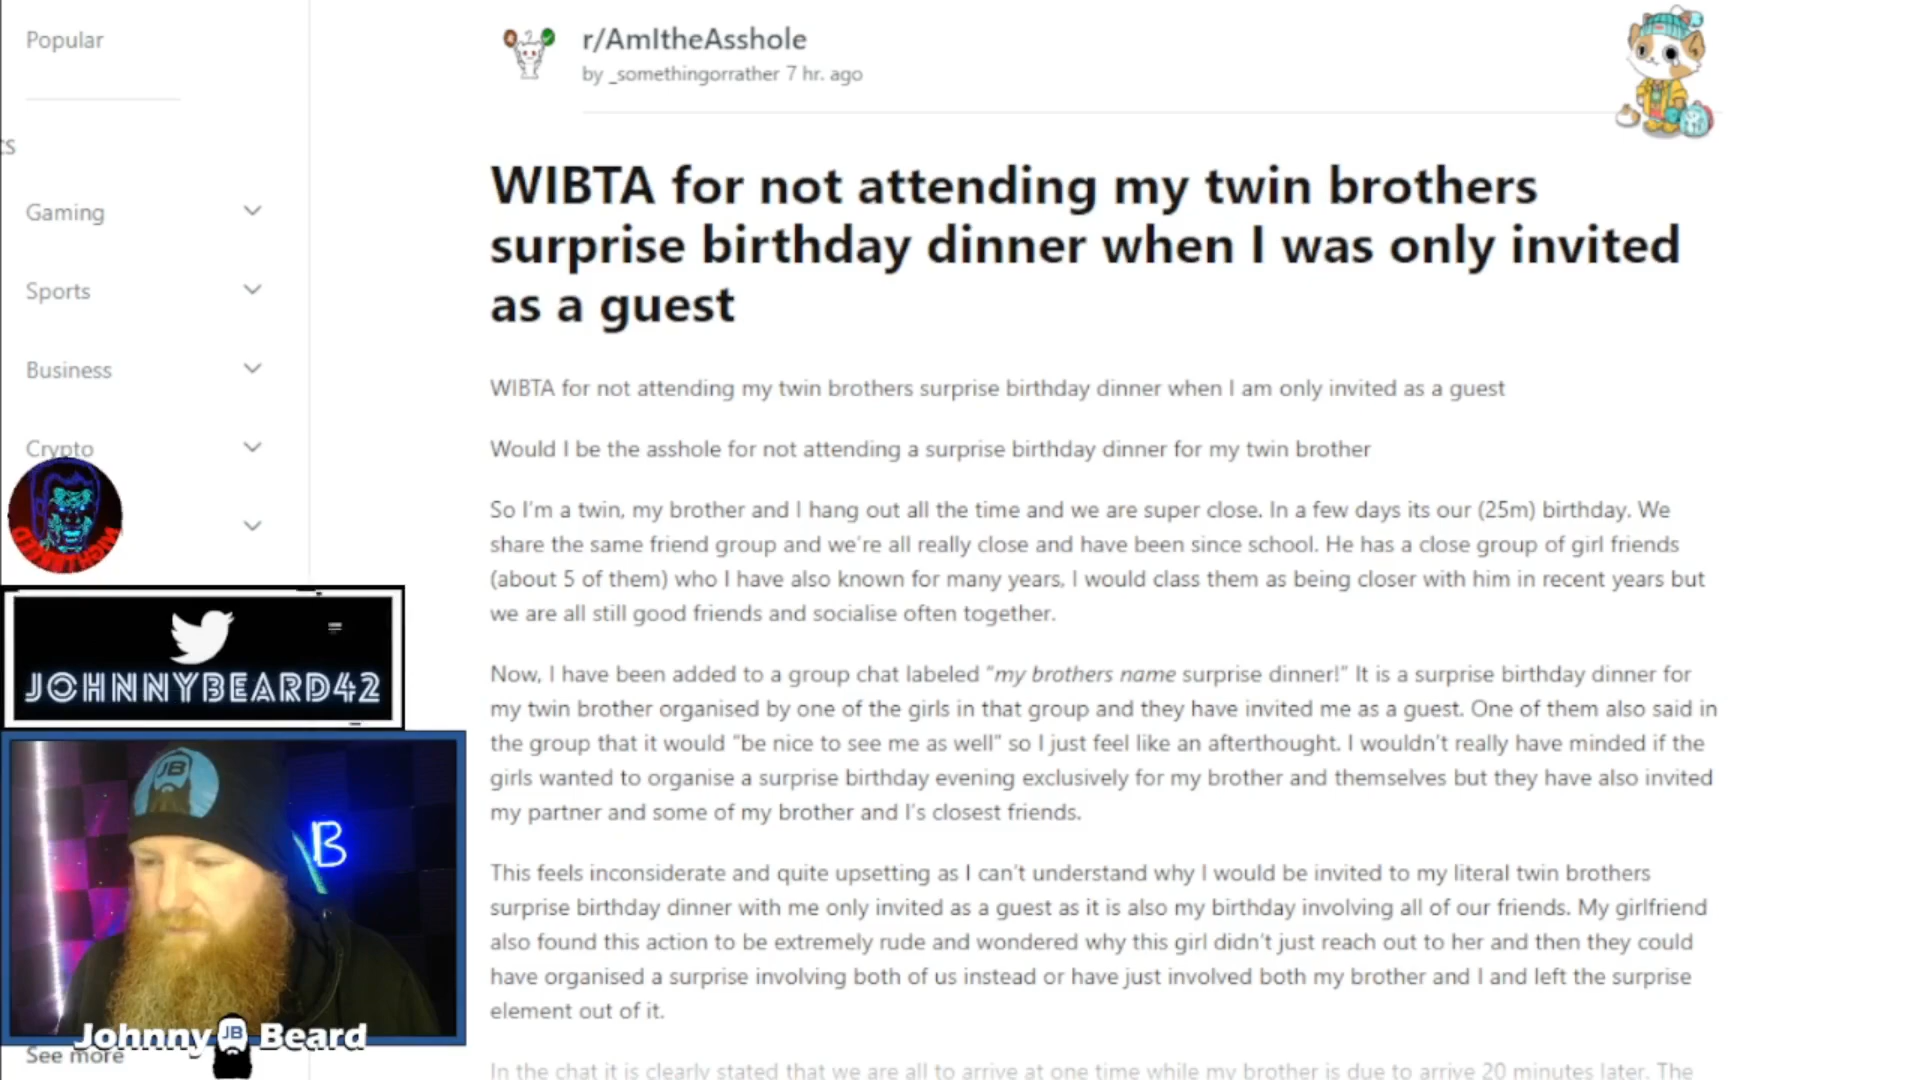 Popular
cs
Gaming
Sports
Business
Crypto
See more
r/AmItheAsshole
by _somethingorrather 7 hr. ago
WIBTA for not attending my twin brothers
surprise birthday dinner when I was only invited
as a guest
WIBTA for not attending my twin brothers surprise birthday dinner when I am only invited as a guest
Would I be the asshole for not attending a surprise birthday dinner for my twin brother
So I'm a twin, my brother and I hang out all the time and we are super close. In a few days its our (25m) birthday. We
share the same friend group and we're all really close and have been since school. He has a close group of girl friends
(about 5 of them) who I have also known for many years, I would class them as being closer with him in recent years but
we are all still good friends and socialise often together.
Now, I have been added to a group chat labeled "my brothers name surprise dinner!" It is a surprise birthday dinner for
my twin brother organised by one of the girls in that group and they have invited me as a guest. One of them also said in
the group that it would "be nice to see me as well" so I just feel like an afterthought. I wouldn't really have minded if the
girls wanted to organise a surprise birthday evening exclusively for my brother and themselves but they have also invited
my partner and some of my brother and I's closest friends.
This feels inconsiderate and quite upsetting as I can't understand why I would be invited to my literal twin brothers
surprise birthday dinner with me only invited as a guest as it is also my birthday involving all of our friends. My girlfriend
also found this action to be extremely rude and wondered why this girl didn't just reach out to her and then they could
have organised a surprise involving both of us instead or have just involved both my brother and I and left the surprise
element out of it.
In the chat it is clearly stated that we are all to arrive at one time while my brother is due to arrive 20 minutes later. The
JOHNNYBEARD42
JB
B
Johnny JB Beard